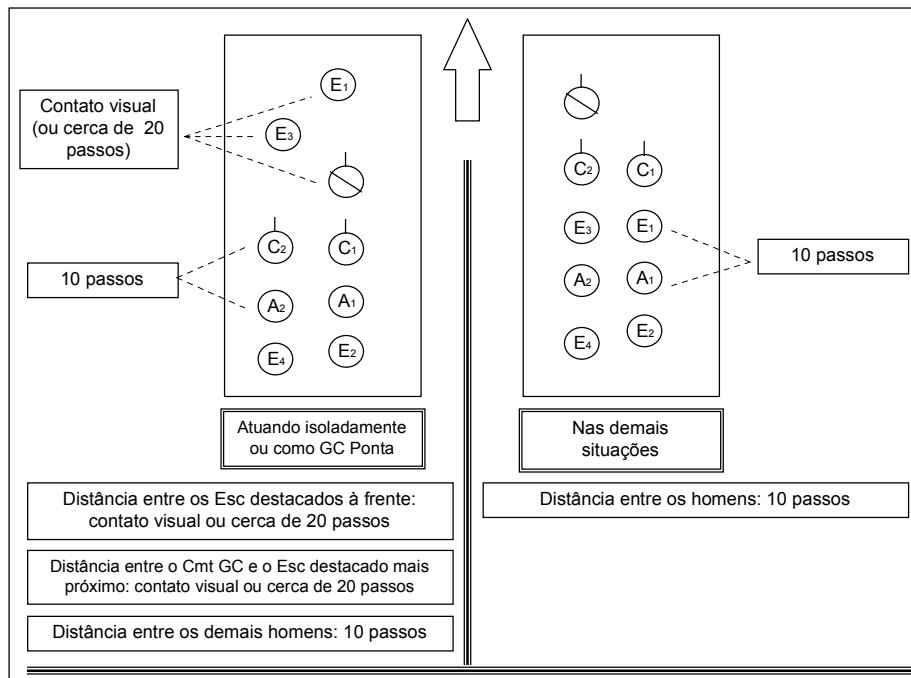 E1
Contato visual
(ou cerca de 20
passos)
E3
C2
C1
10 passos
A2
A1
E4
E2
Atuando isoladamente
ou como GC Ponta
Distância entre os Esc destacados à frente:
contato visual ou cerca de 20 passos
Distância entre o Cmt GC e o Esc destacado mais
próximo: contato visual ou cerca de 20 passos
Distância entre os demais homens: 10 passos
C2
C1
E3
E1
10 passos
A2
A1
E4
E2
Nas demais
situações
Distância entre os homens: 10 passos